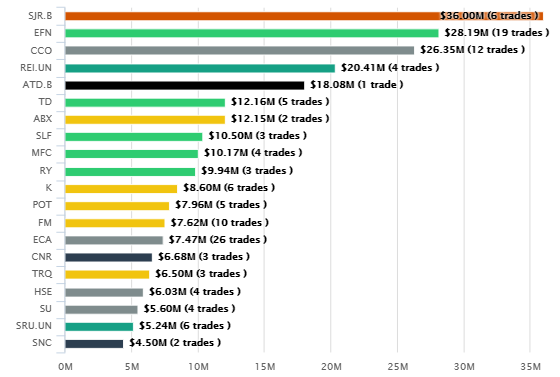 SJR.B $36.00M (6 trades )
EFN $28.19M (19 trades )
CCO $26.35M (12 trades )
REI.UN $20.41M (4 trades )
ATD.B $18.08M (1 trade )
TD $12.16M (5 trades )
ABX $12.15M (2 trades )
SLF $10.50M (3 trades )
MFC $10.17M (4 trades )
RY $9.94M (3 trades )
K $8.60M (6 trades )
POT $7.96M (5 trades )
FM $7.62M (10 trades )
ECA $7.47M (26 trades )
CNR $6.68M (3 trades )
TRQ $6.50M (3 trades )
HSE $6.03M (4 trades )
SU $5.60M (4 trades )
SRU.UN $5.24M (6 trades )
SNC $4.50M (2 trades )
0M 5M 10M 15M 20M 25M 30M 35M